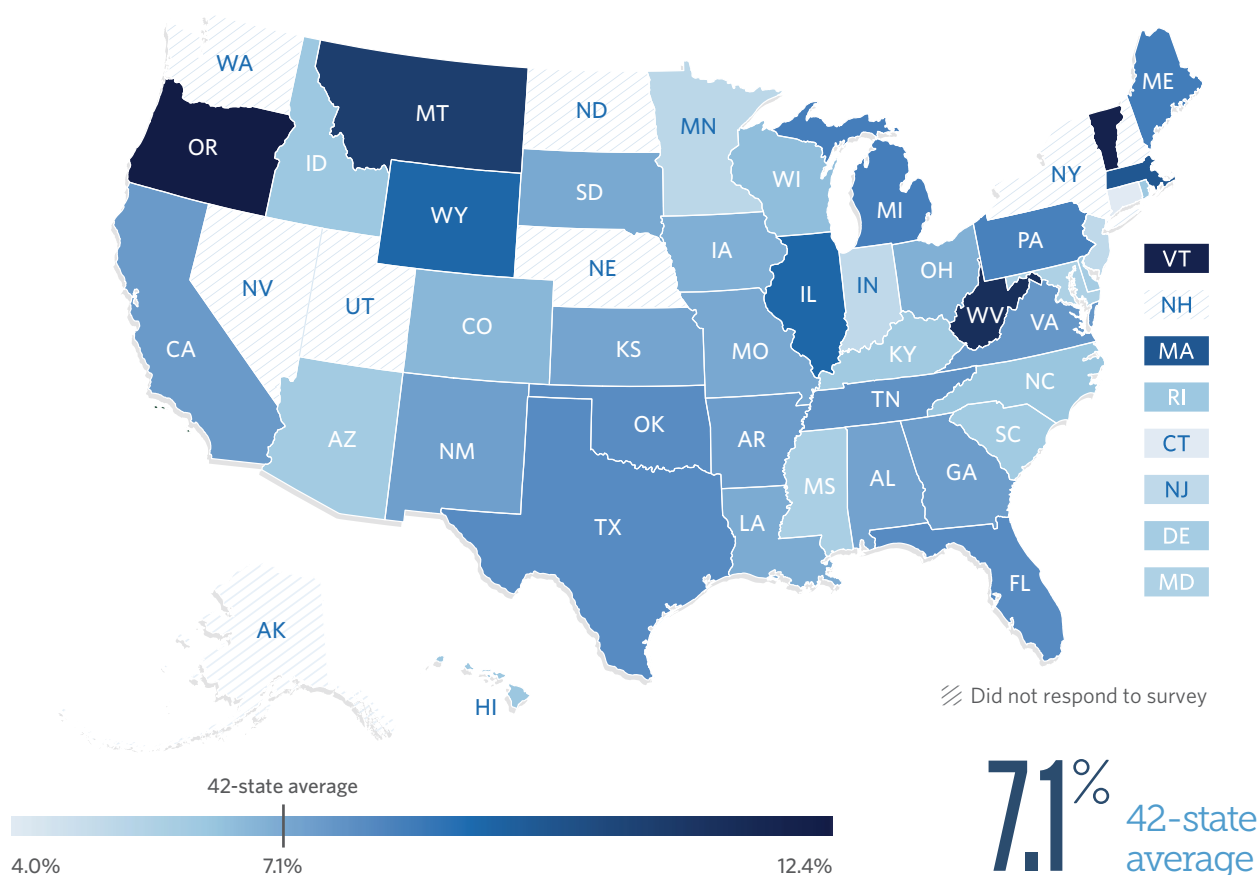 WA
MT
ND
MN
ME
OR
ID
SD
WI
NY
WY
MI
PA
IA
NE
OH
NV
UT
IL
IN
WV
VA
CO
CA
KS
MO
KY
NC
TN
AZ
NM
OK
AR
SC
MS
AL
GA
TX
LA
FL
AK
HI
VT
NH
MA
RI
CT
NJ
DE
MD
Did not respond to survey
42-state average
4.0% 7.1% 12.4%
7.1%
42-state
average